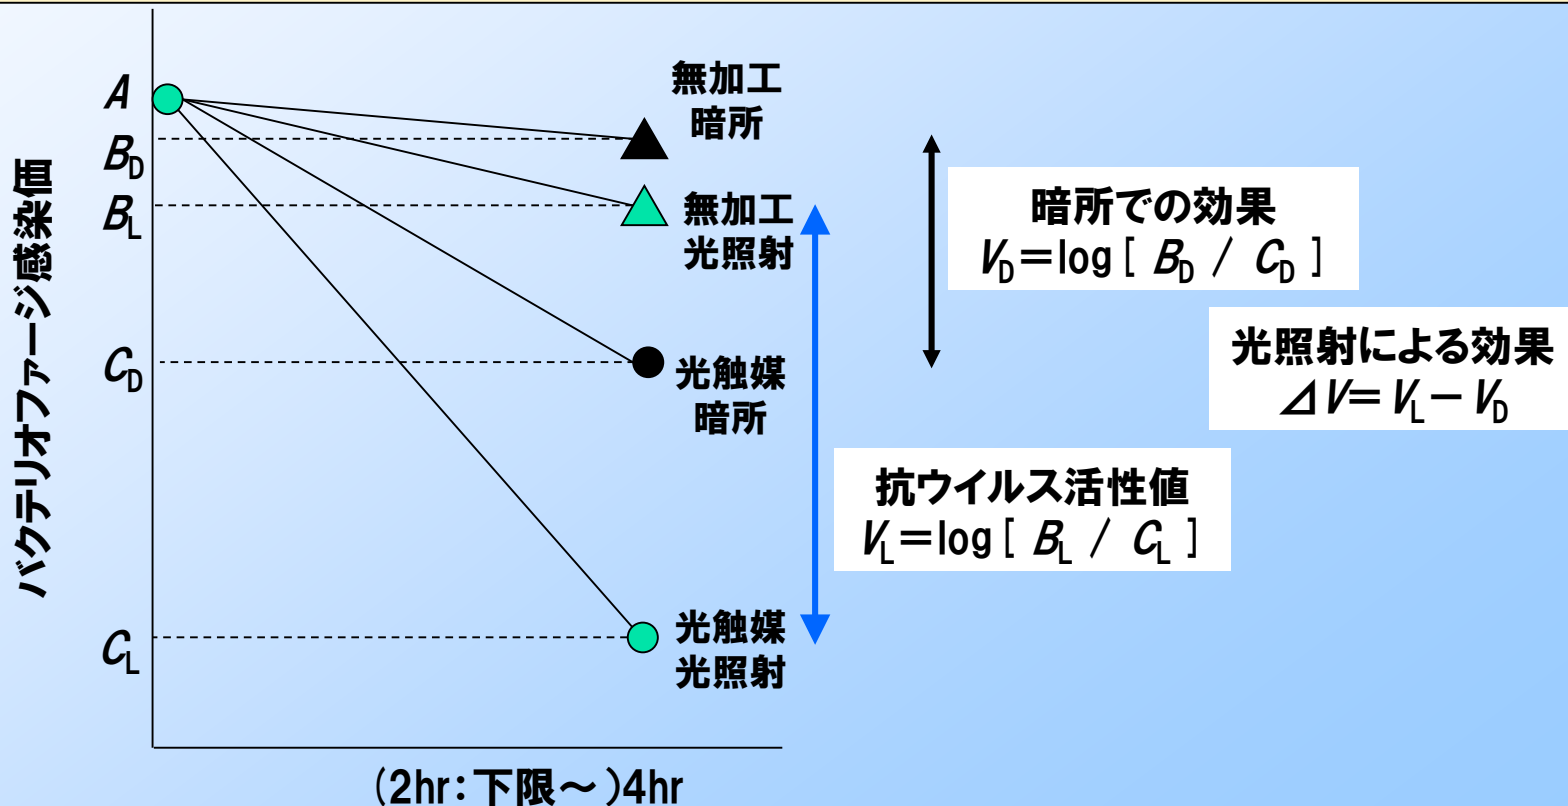 バクテリオファージ感染価
A
BD
BL
CD
CL
無加工
暗所
無加工
光照射
光触媒
暗所
光触媒
光照射
暗所での効果
VD=log[ BD / CD ]
光照射による効果
⊿V=VL−VD
抗ウイルス活性値
VL=log[ BL / CL ]
(2hr:下限~)4hr